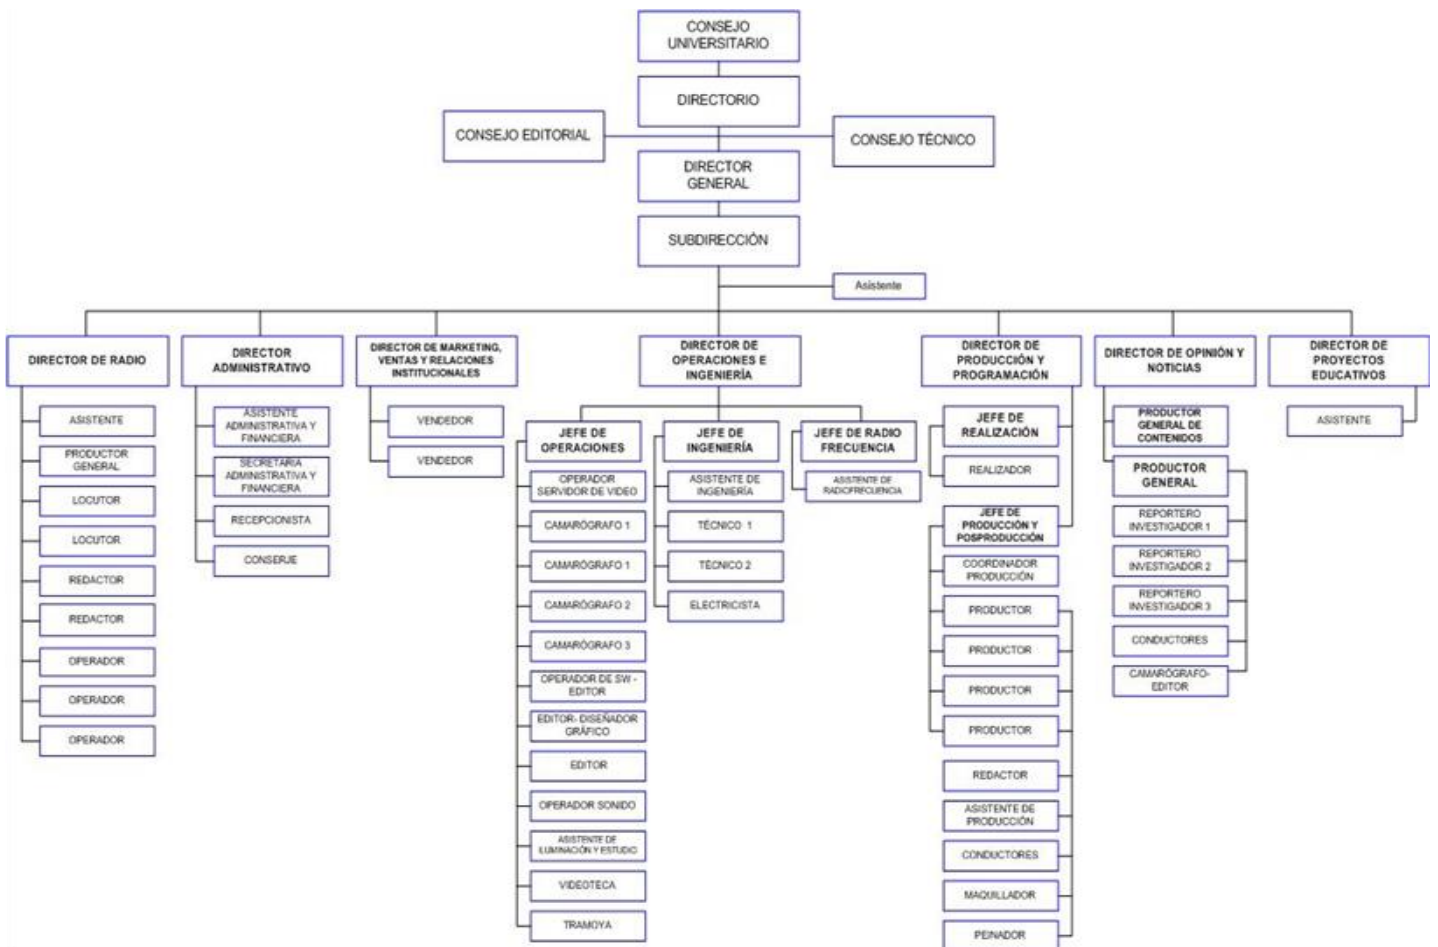 CONSEJO
UNIVERSITARIO
DIRECTORIO
CONSEJO EDITORIAL
CONSEJO TÉCNICO
DIRECTOR
GENERAL
SUBDIRECCIÓN
Asistente
DIRECTOR DE RADIO
ASISTENTE
PRODUCTOR
GENERAL
LOCUTOR
LOCUTOR
REDACTOR
REDACTOR
OPERADOR
OPERADOR
OPERADOR
DIRECTOR
ADMINISTRATIVO
ASISTENTE
ADMINISTRATIVA Y
FINANCIERA
SECRETARIA
ADMINISTRATIVA Y
FINANCIERA
RECEPCIONISTA
CONSERJE
DIRECTOR DE MARKETING,
VENTAS Y RELACIONES
INSTITUCIONALES
VENDEDOR
VENDEDOR
DIRECTOR DE
OPERACIONES E
INGENIERÍA
JEFE DE
OPERACIONES
OPERADOR
SERVIDOR DE VIDEO
CAMARÓGRAFO 1
CAMARÓGRAFO 1
CAMARÓGRAFO 2
CAMARÓGRAFO 3
OPERADOR DE SW -
EDITOR
EDITOR- DISEÑADOR
GRÁFICO
EDITOR
OPERADOR SONIDO
ASISTENTE DE
ILUMINACIÓN Y ESTUDIO
VIDEOTECA
TRAMOYA
JEFE DE
INGENIERÍA
ASISTENTE DE
INGENIERÍA
TÉCNICO 1
TÉCNICO 2
ELECTRICISTA
JEFE DE RADIO
FRECUENCIA
ASISTENTE DE
RADIOFRECUENCIA
DIRECTOR DE
PRODUCCIÓN Y
PROGRAMACIÓN
JEFE DE
REALIZACIÓN
REALIZADOR
JEFE DE
PRODUCCIÓN Y
POSPRODUCCIÓN
COORDINADOR
PRODUCCIÓN
PRODUCTOR
PRODUCTOR
PRODUCTOR
PRODUCTOR
REDACTOR
ASISTENTE DE
PRODUCCIÓN
CONDUCTORES
MAQUILLADOR
PEINADOR
DIRECTOR DE OPINIÓN Y
NOTICIAS
PRODUCTOR
GENERAL DE
CONTENIDOS
PRODUCTOR
GENERAL
REPORTERO
INVESTIGADOR 1
REPORTERO
INVESTIGADOR 2
REPORTERO
INVESTIGADOR 3
CONDUCTORES
CAMARÓGRAFO-
EDITOR
DIRECTOR DE
PROYECTOS
EDUCATIVOS
ASISTENTE